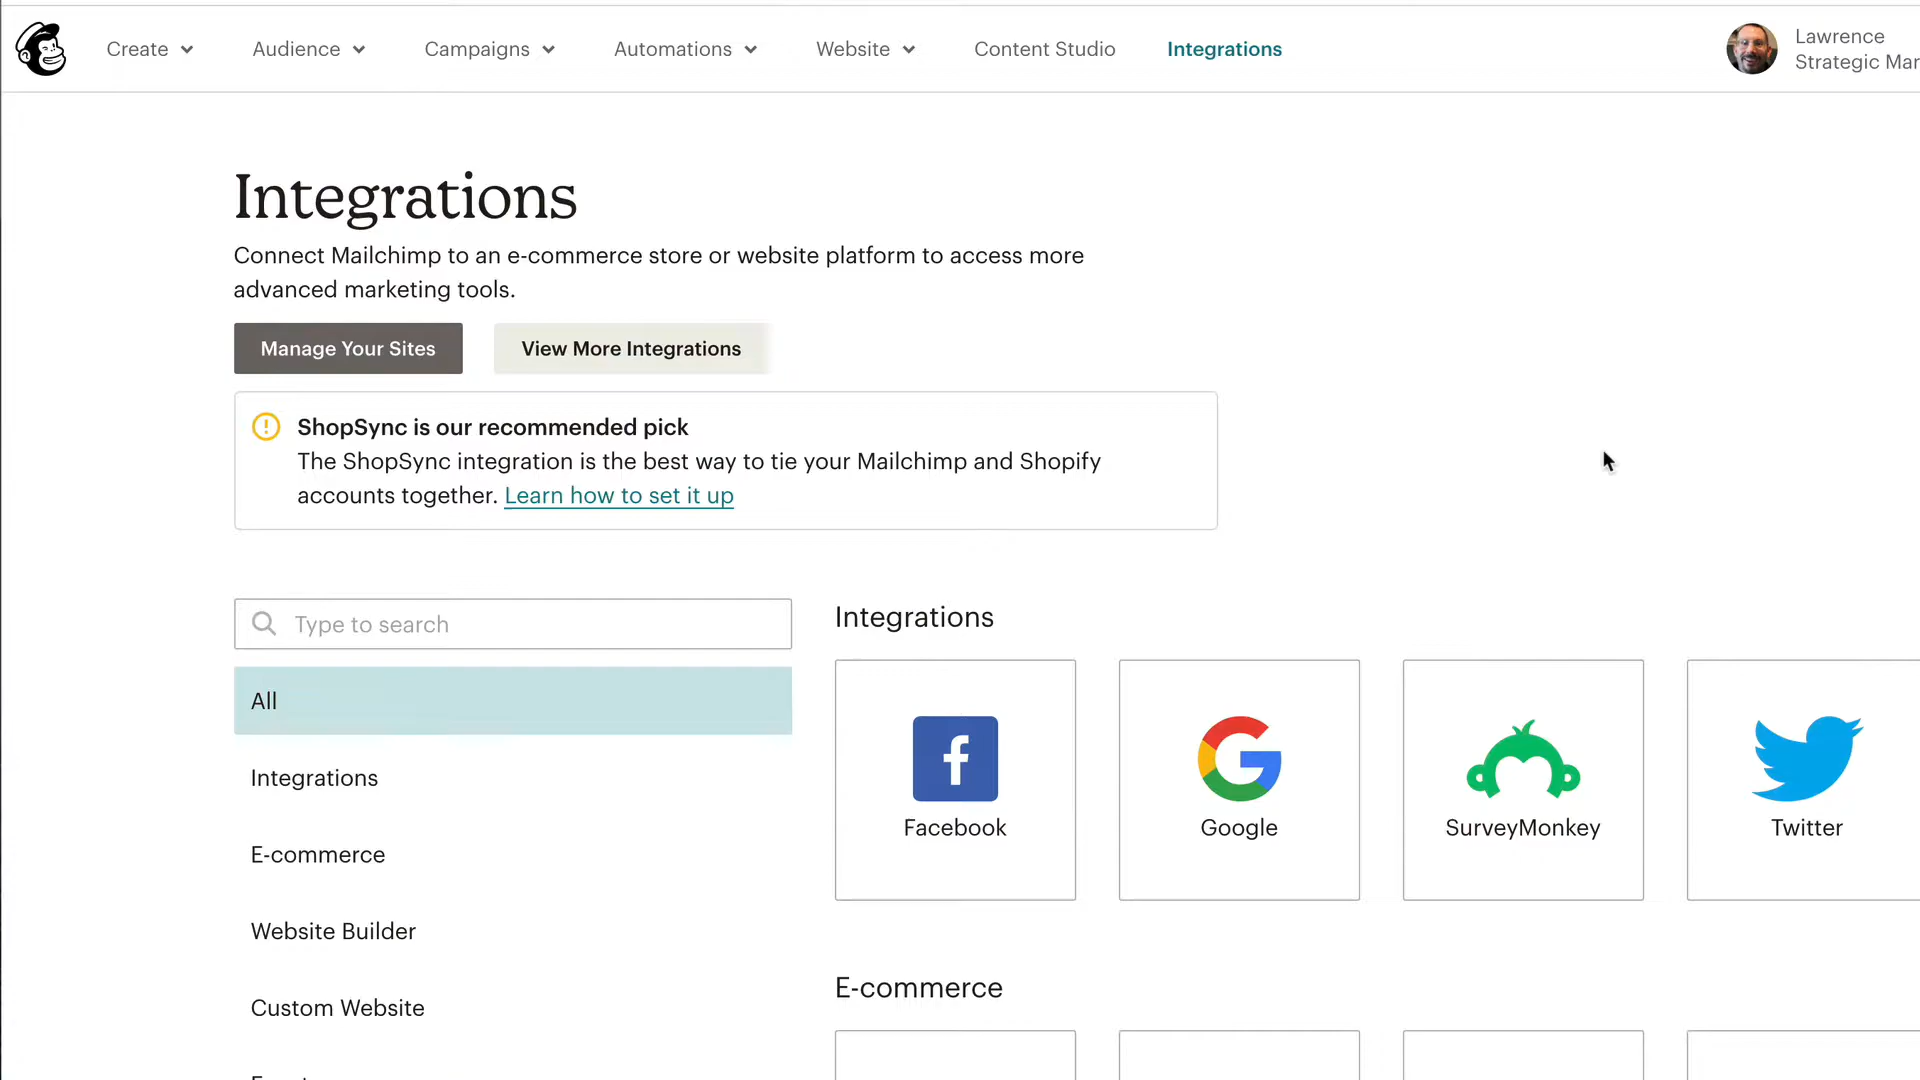 Create
Audience
Campaigns
Automations
Website
Content Studio
Integrations
Lawrence
Strategic Mar
Integrations
Connect Mailchimp to an e-commerce store or website platform to access more
advanced marketing tools.
Manage Your Sites
View More Integrations
ShopSync is our recommended pick
The ShopSync integration is the best way to tie your Mailchimp and Shopify
accounts together. Learn how to set it up
Type to search
All
Integrations
E-commerce
Website Builder
Custom Website
Integrations
Facebook
Google
SurveyMonkey
Twitter
E-commerce